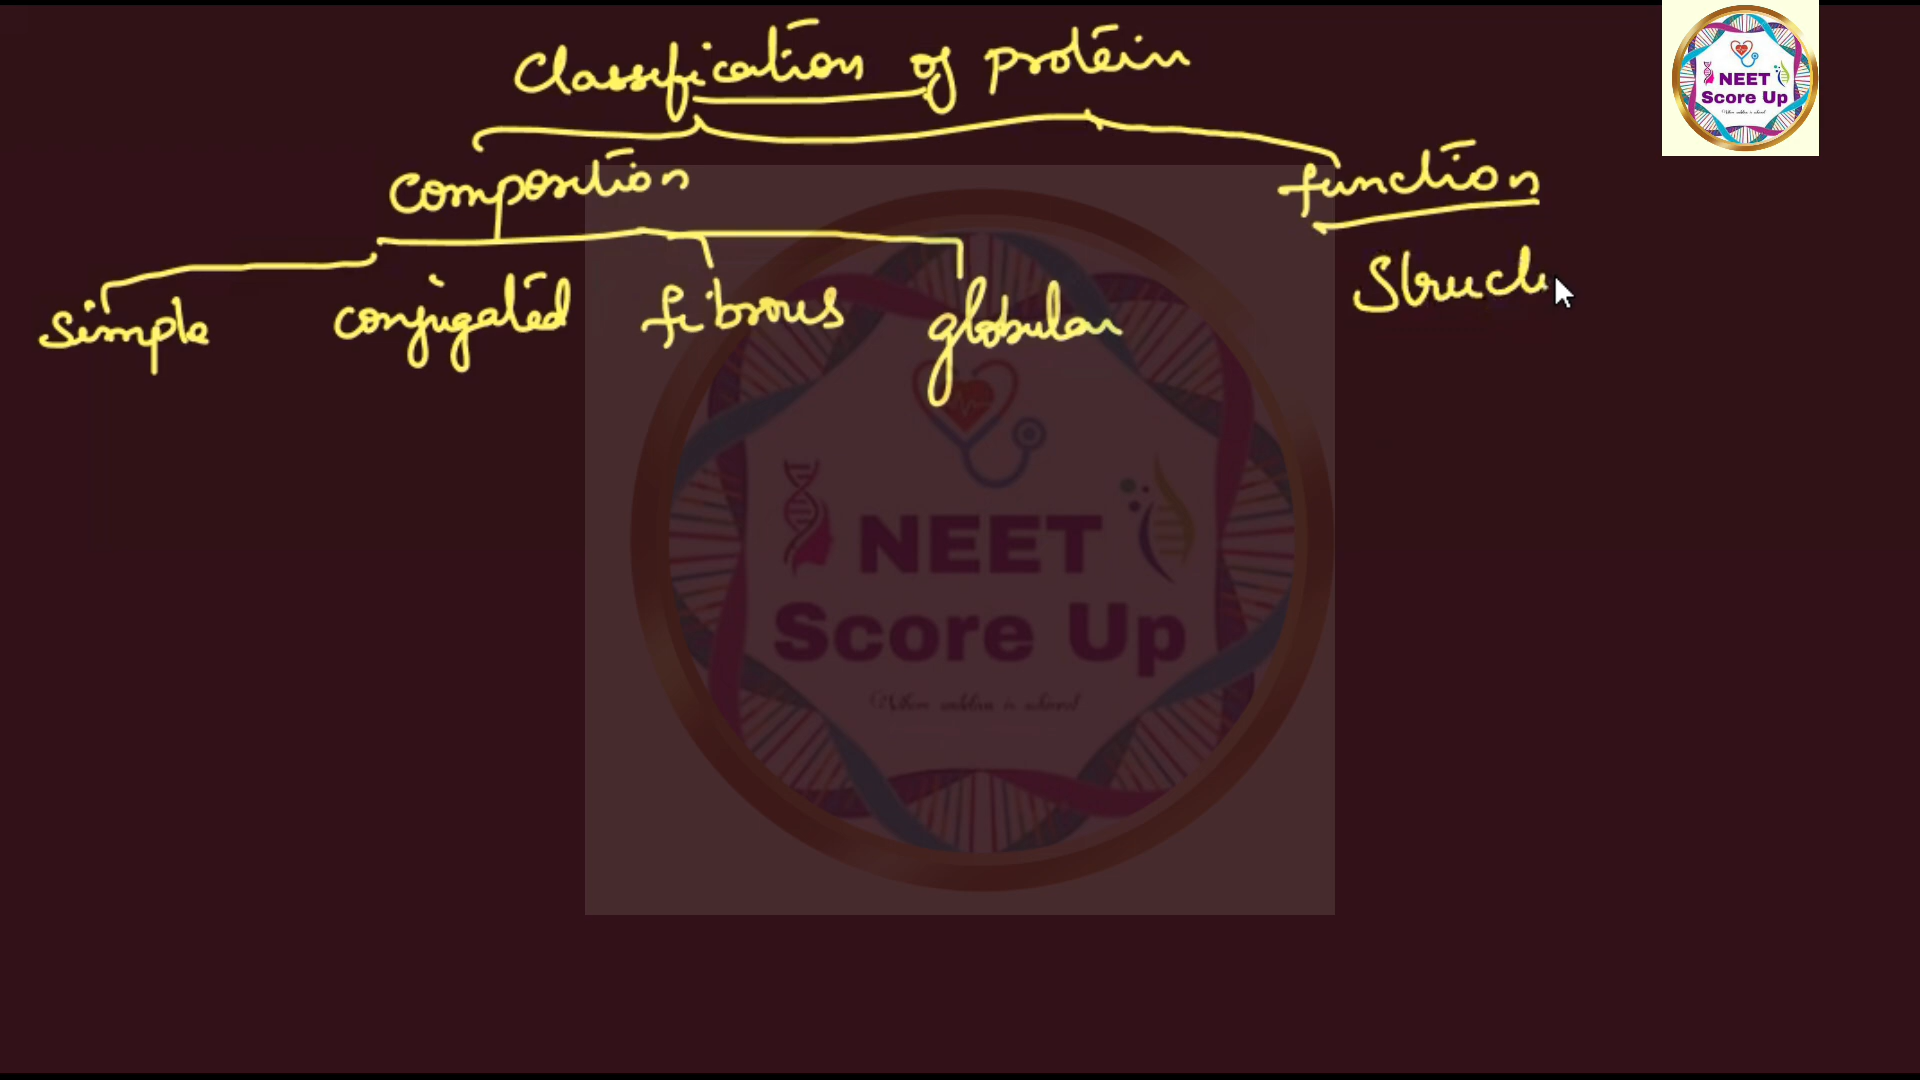 Classification of protein
NEET
Score Up
composition
function
Struct
simple
conjugated
fibrous
globular
NEET
Score Up